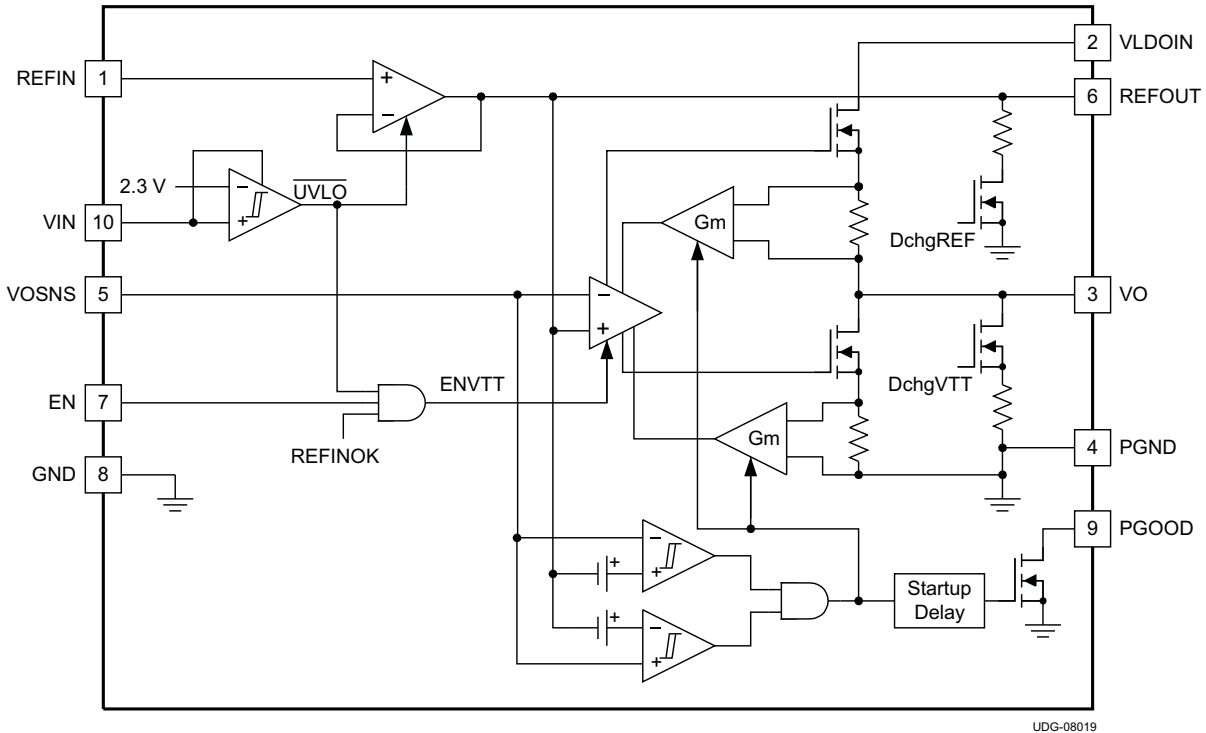 2 VLDOIN
REFIN 1
+
−
6 REFOUT
2.3 V
−
+
UVLO
VIN 10
Gm
DchgREF
VOSNS 5
−
+
3 VO
DchgVTT
EN 7
ENVTT
REFINOK
Gm
4 PGND
GND 8
9 PGOOD
−
+
+
Startup
Delay
+
−
+
UDG-08019